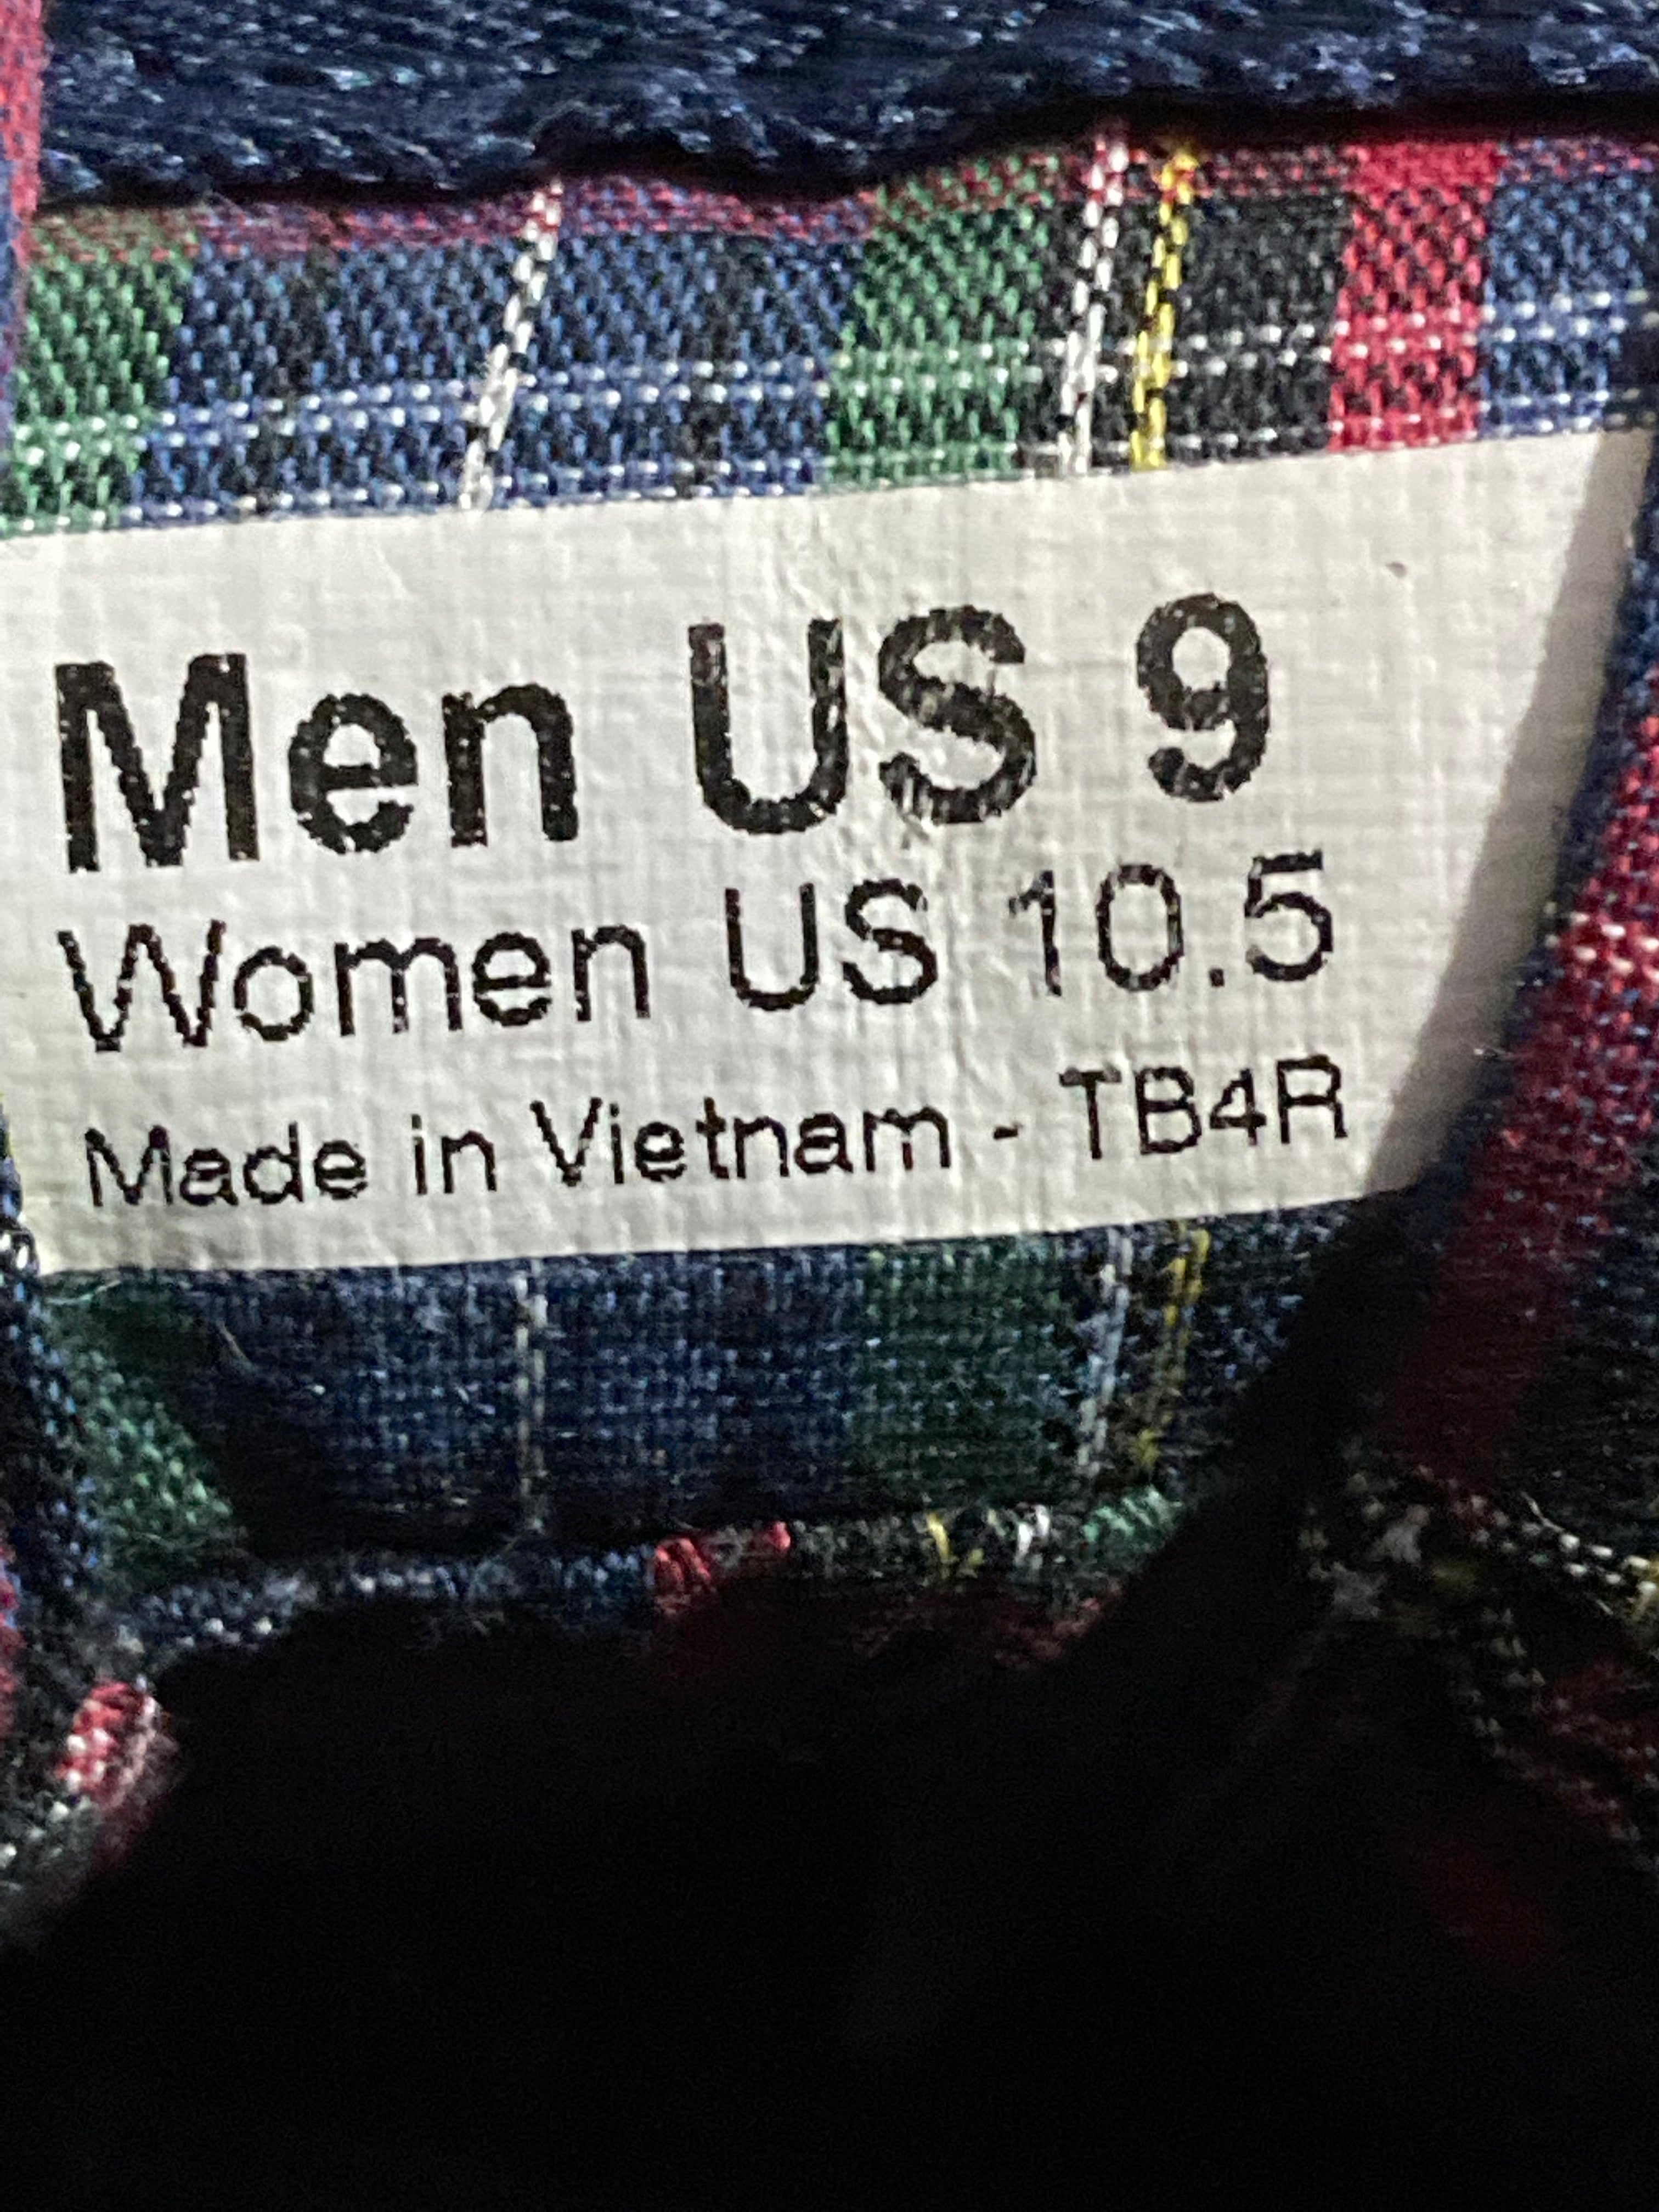 Men US 9
Women US 10.5
Made in Vietnam - TB4R